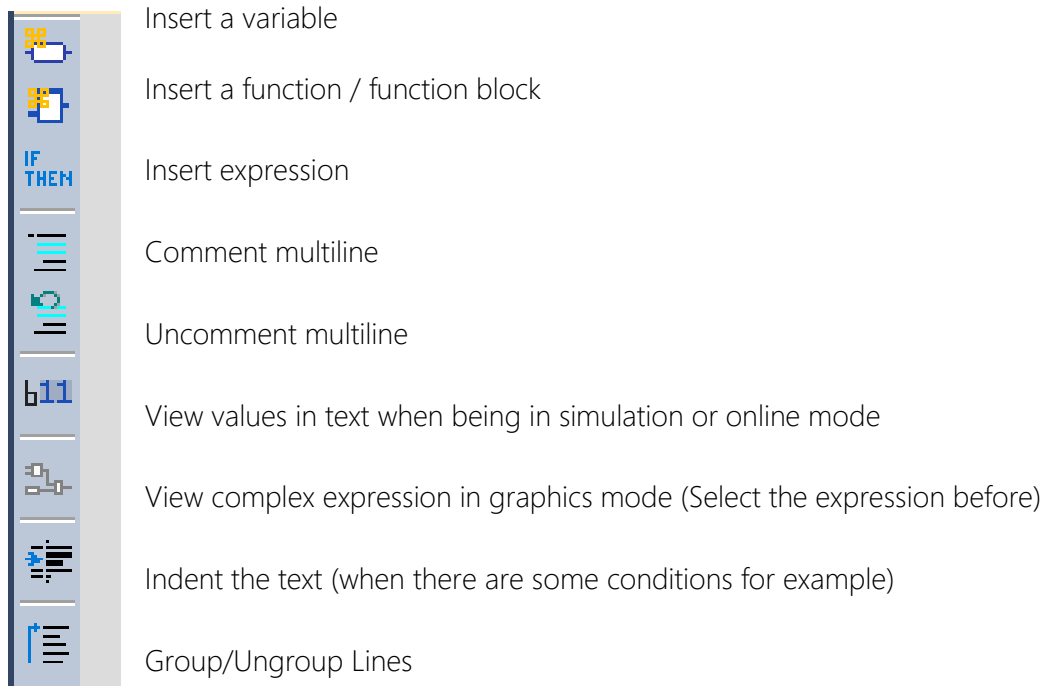 Insert a variable
Insert a function / function block
IF
THEN
Insert expression
Comment multiline
Uncomment multiline
b11
View values in text when being in simulation or online mode
View complex expression in graphics mode (Select the expression before)
Indent the text (when there are some conditions for example)
Group/Ungroup Lines